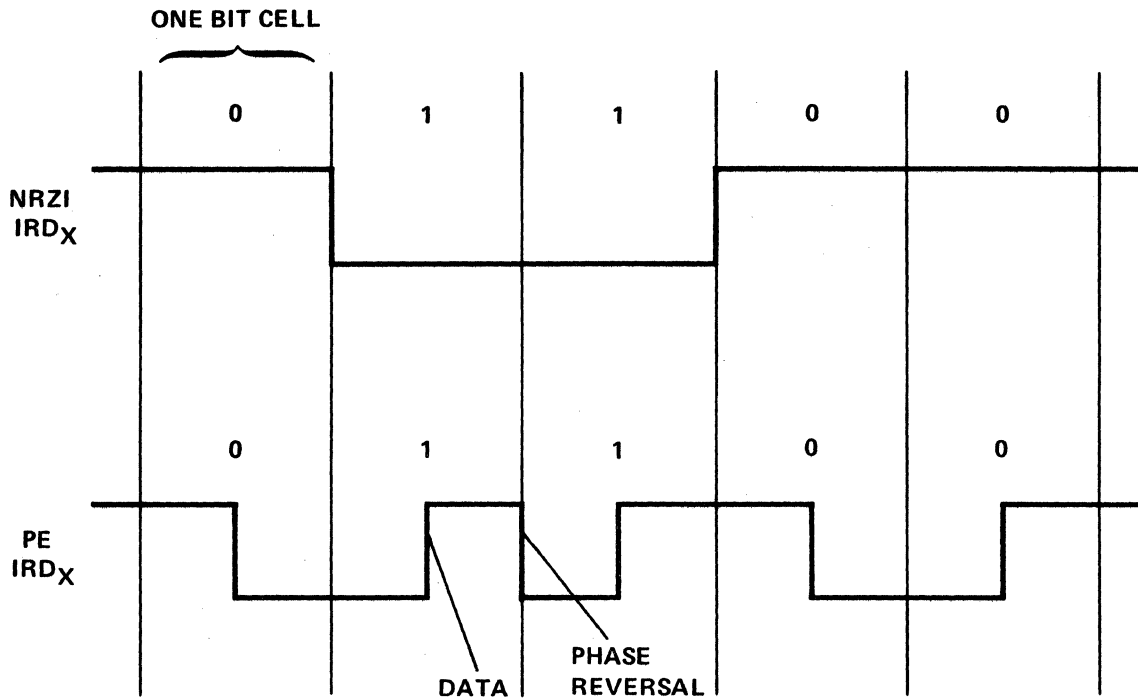 ONE BIT CELL
0 1 1 0 0
NRZI
IRDX
0 1 1 0 0
PE
IRDX
DATA
PHASE
REVERSAL